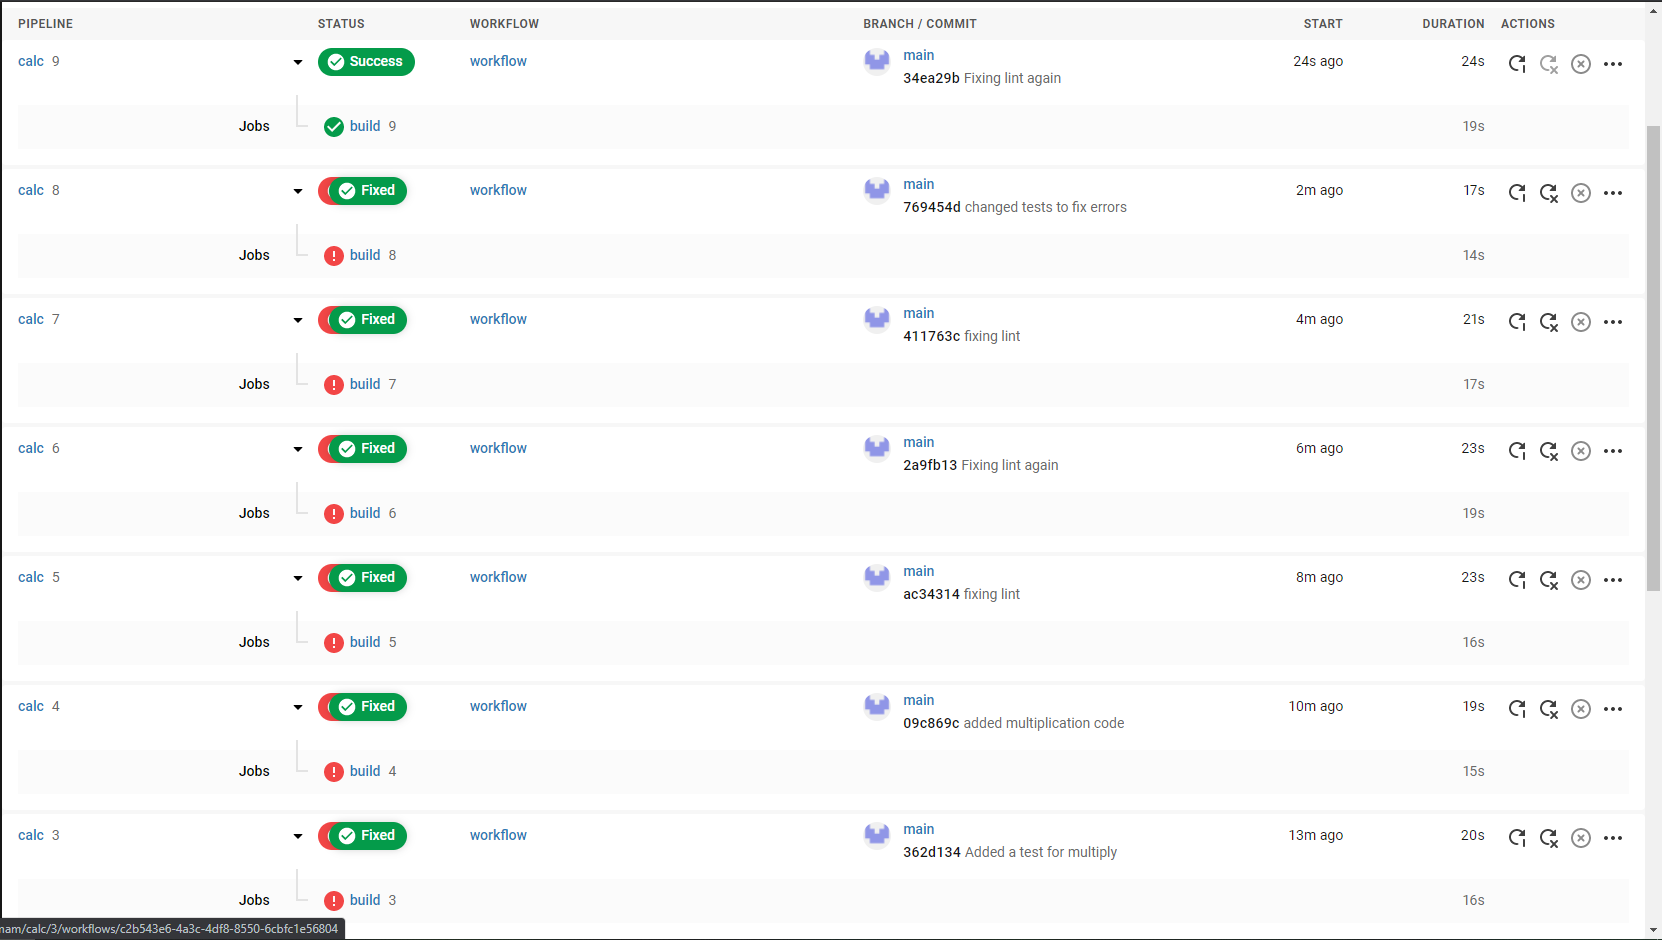 PIPELINE STATUS WORKFLOW BRANCH / COMMIT START DURATION ACTIONS
calc 9 Success workflow main 24s ago 24s
34ea29b Fixing lint again
Jobs build 9 19s
calc 8 Fixed workflow main 2m ago 17s
769454d changed tests to fix errors
Jobs build 8 14s
calc 7 Fixed workflow main 4m ago 21s
411763c fixing lint
Jobs build 7 17s
calc 6 Fixed workflow main 6m ago 23s
2a9fb13 Fixing lint again
Jobs build 6 19s
calc 5 Fixed workflow main 8m ago 23s
ac34314 fixing lint
Jobs build 5 16s
calc 4 Fixed workflow main 10m ago 19s
09c869c added multiplication code
Jobs build 4 15s
calc 3 Fixed workflow main 13m ago 20s
362d134 Added a test for multiply
Jobs build 3 16s
nam/calc/3/workflows/c2b543e6-4a3c-4df8-8550-6cbfc1e56804